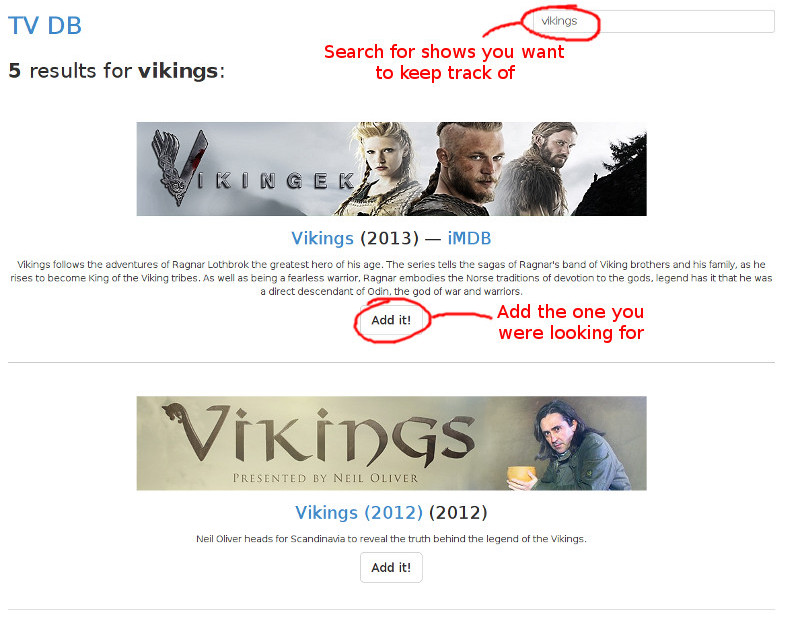 TV DB
vikings
Search for shows you want
to keep track of
5 results for vikings:
VIKINGEK
Vikings (2013) — iMDB
Vikings follows the adventures of Ragnar Lothbrok the greatest hero of his age. The series tells the sagas of Ragnar's band of Viking brothers and his family, as he
rises to become King of the Viking tribes. As well as being a fearless warrior, Ragnar embodies the Norse traditions of devotion to the gods, legend has it that he was
a direct descendant of Odin, the god of war and warriors.
Add it!
Add the one you
were looking for
VIKINGS
PRESENTED BY NEIL OLIVER
Vikings (2012) (2012)
Neil Oliver heads for Scandinavia to reveal the truth behind the legend of the Vikings.
Add it!